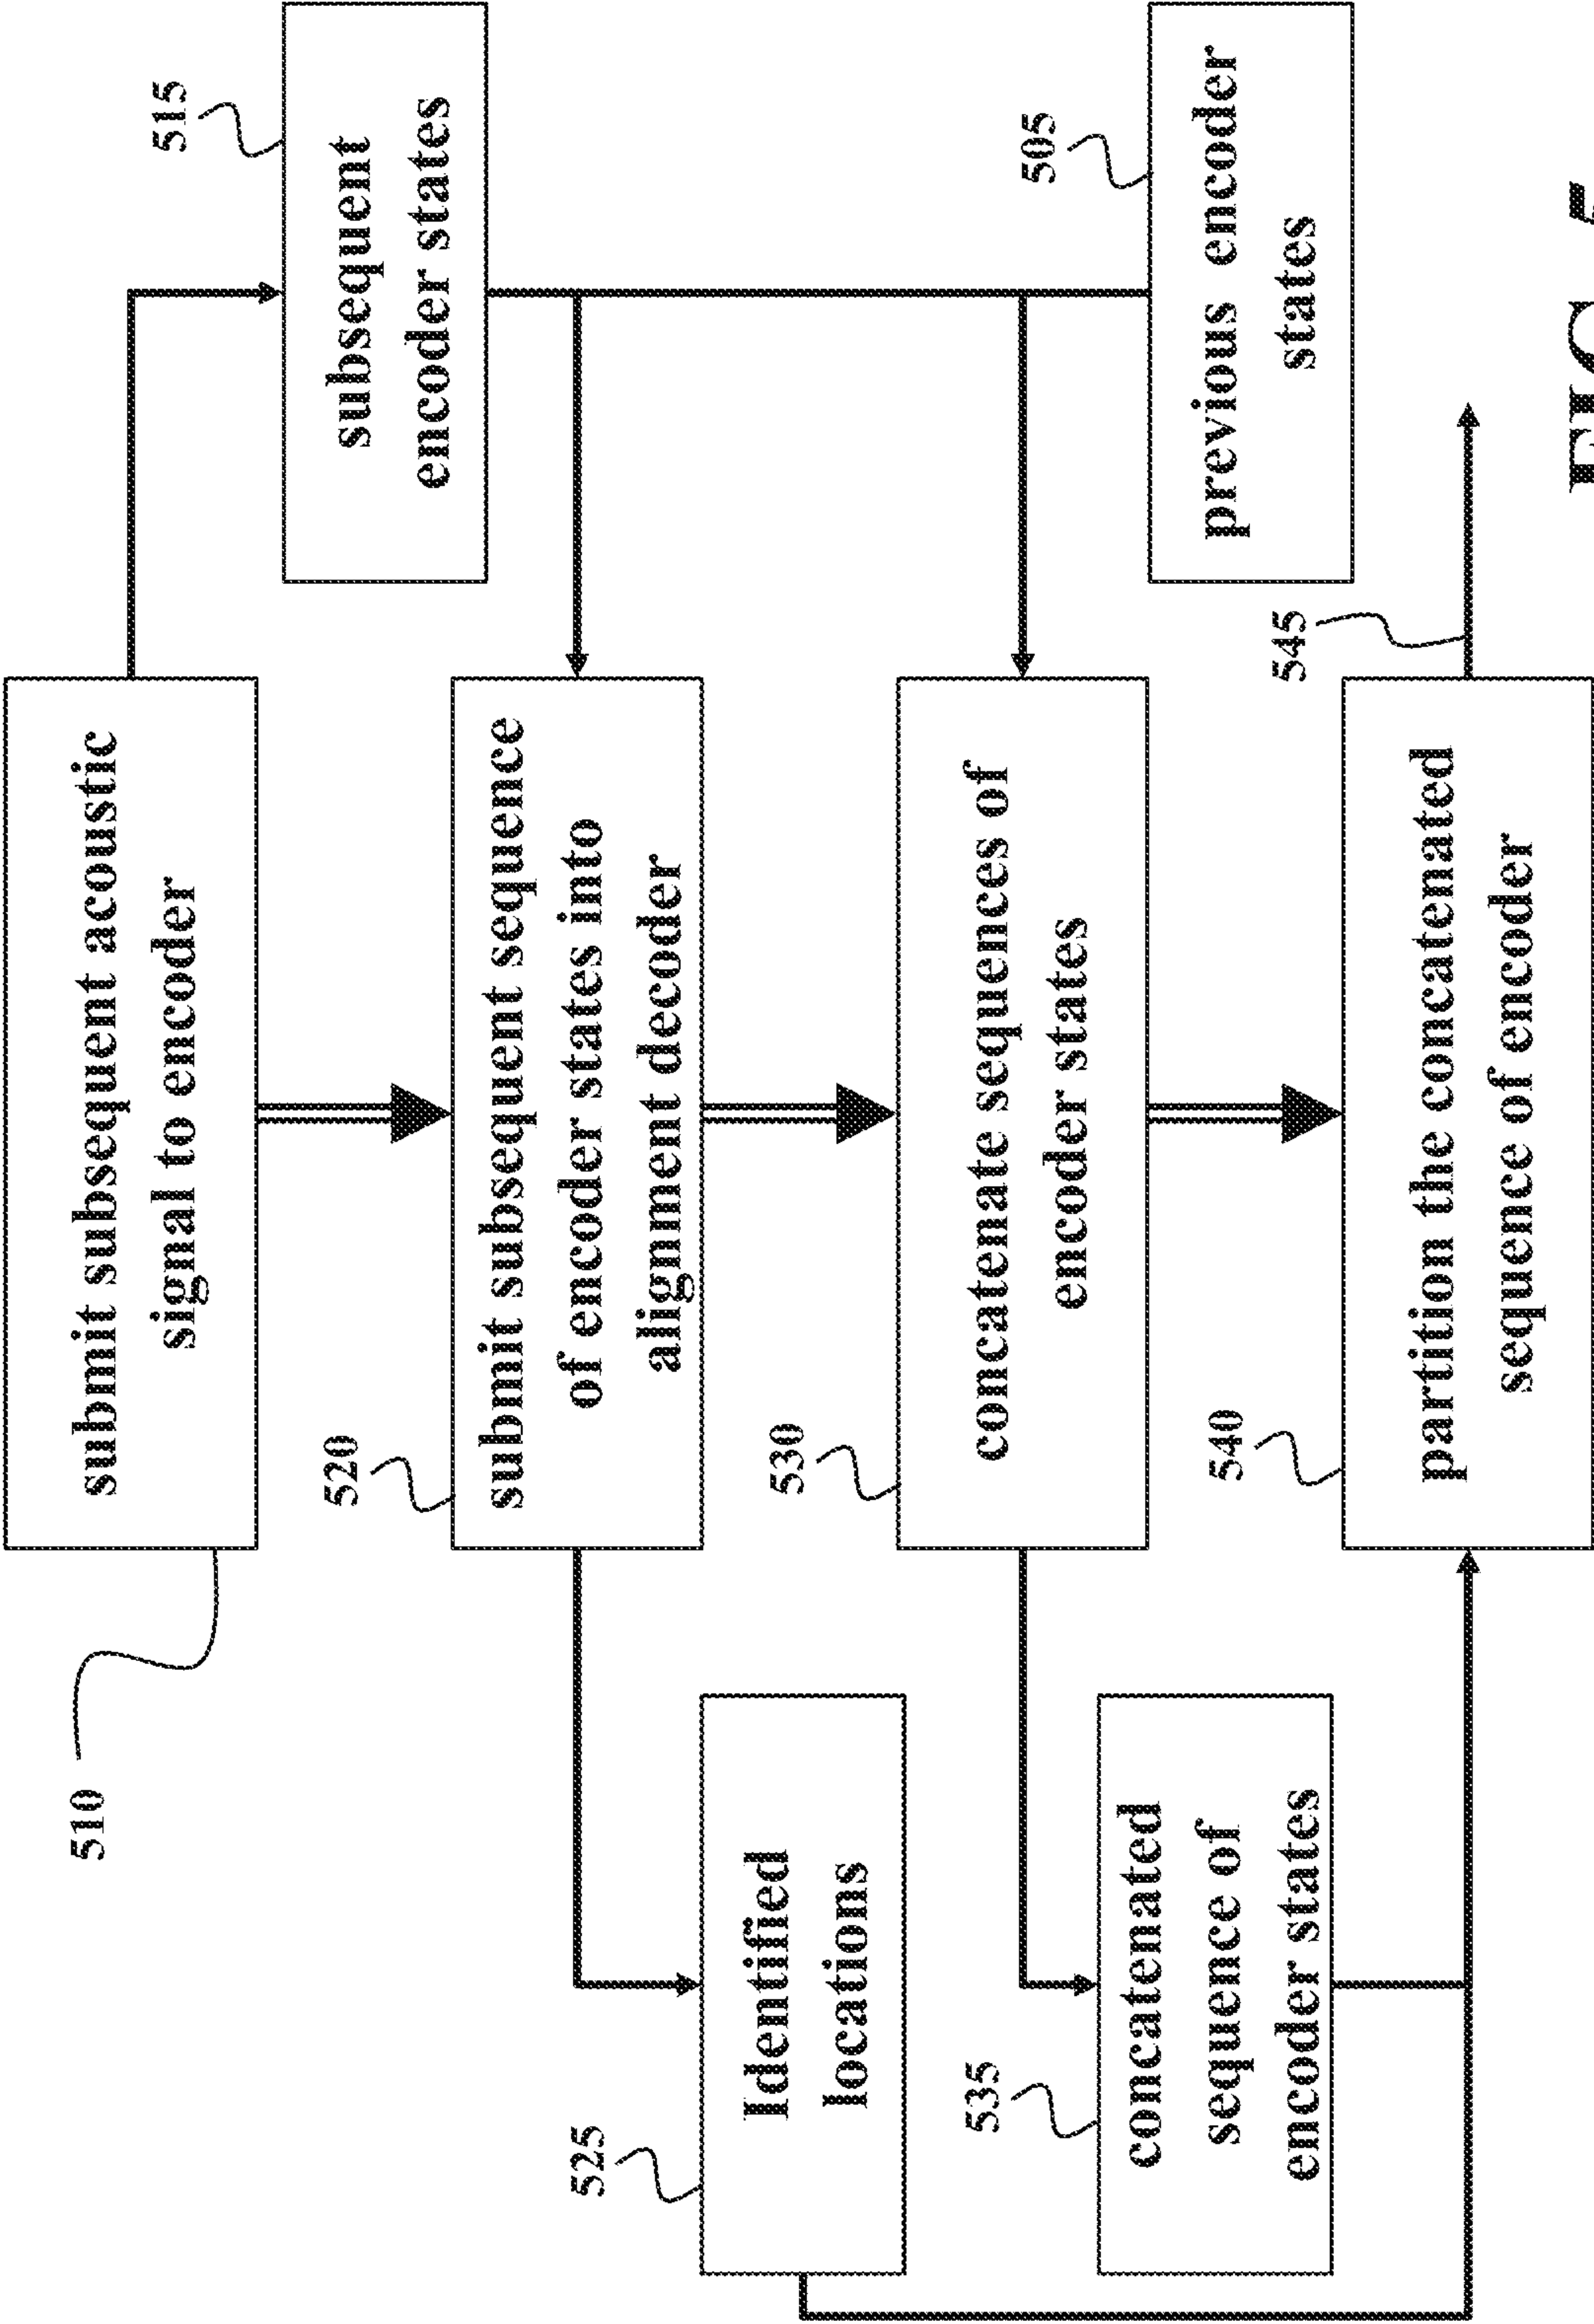 510
submit subsequent acoustic
signal to encoder
515
subsequent
encoder states
520
submit subsequent sequence
of encoder states into
alignment decoder
525
Identified
locations
530
concatenate sequences of
encoder states
505
previous encoder
states
535
concatenated
sequence of
encoder states
540
partition the concatenated
sequence of encoder
545